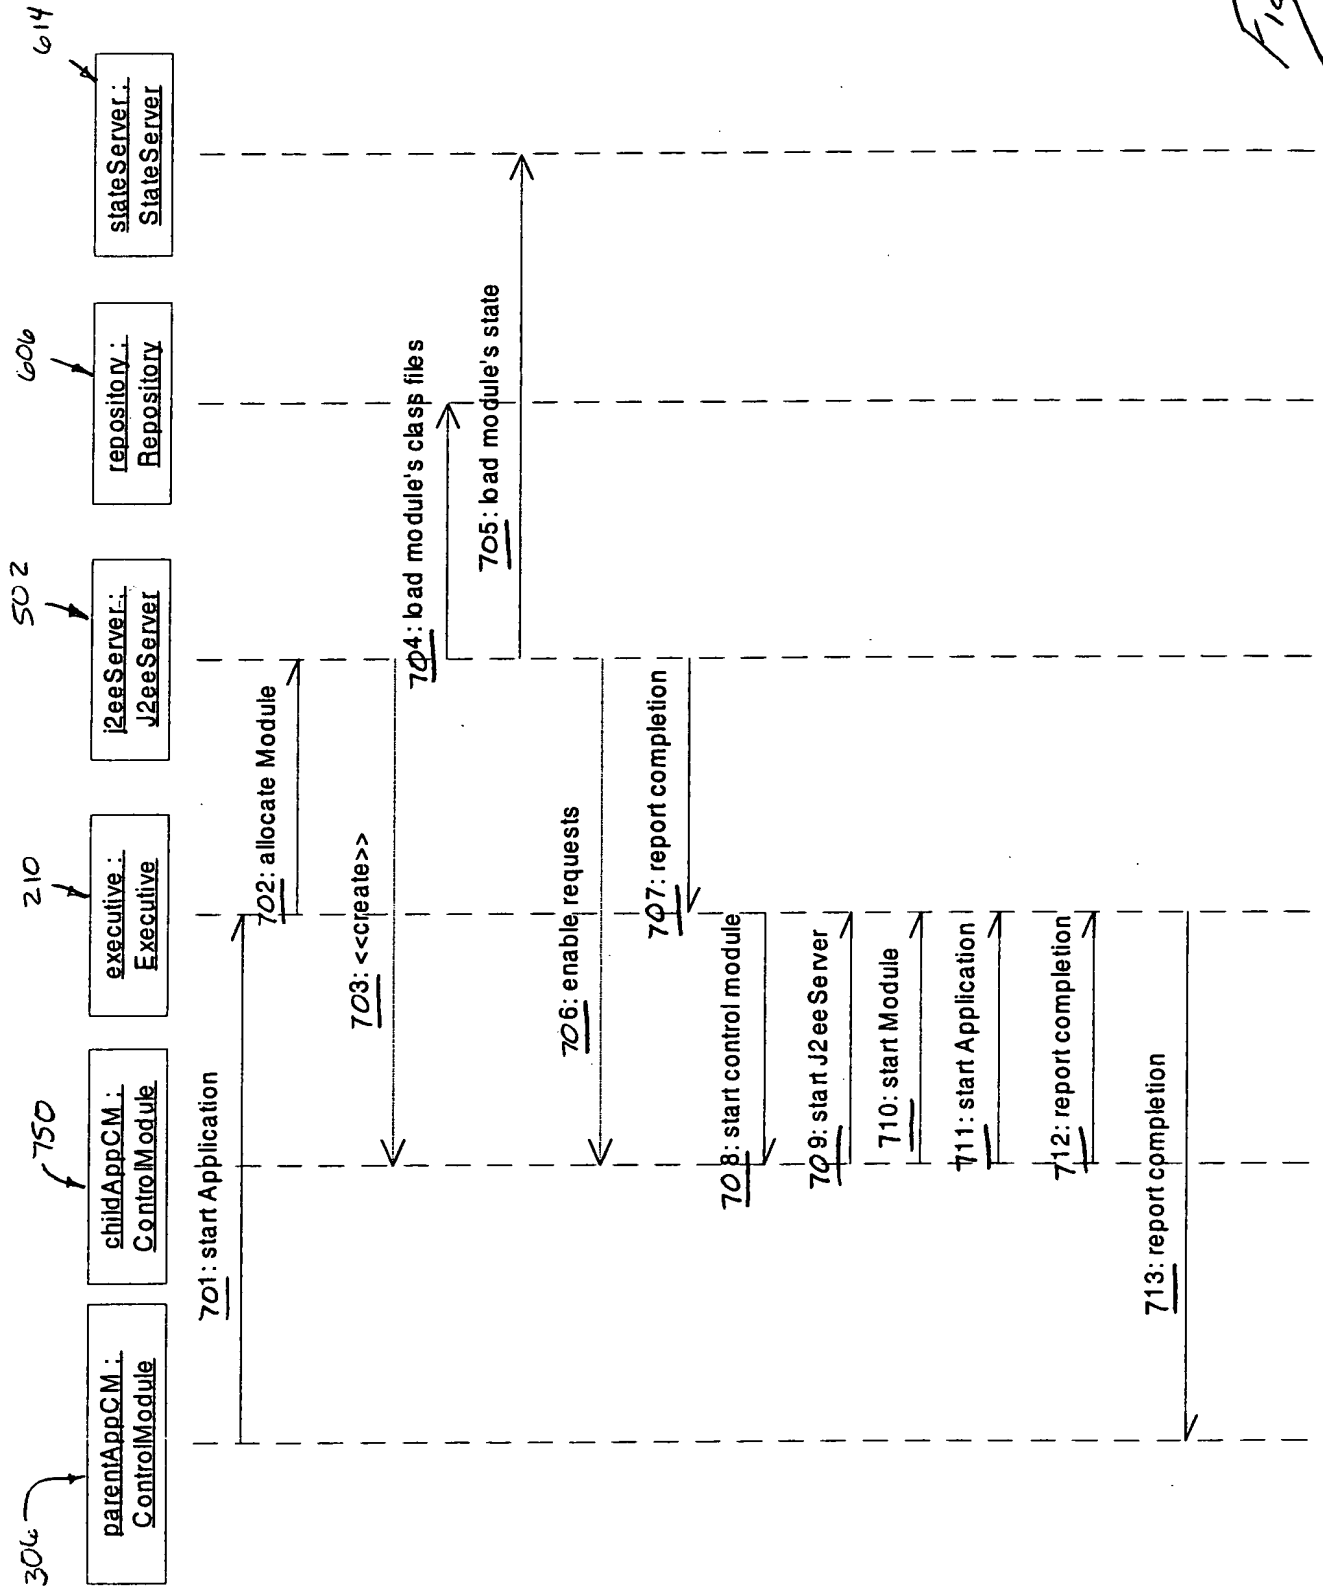 306
750
210
502
606
614
parentAppCM :
ControlModule
childAppCM :
ControlModule
executive :
Executive
j2eeServer :
J2eeServer
repository :
Repository
stateServer :
StateServer
701: start Application
702: allocate Module
703: <<create>>
704: load module's class files
705: load module's state
706: enable requests
707: report completion
708: start control module
709: start J2eeServer
710: start Module
711: start Application
712: report completion
713: report completion